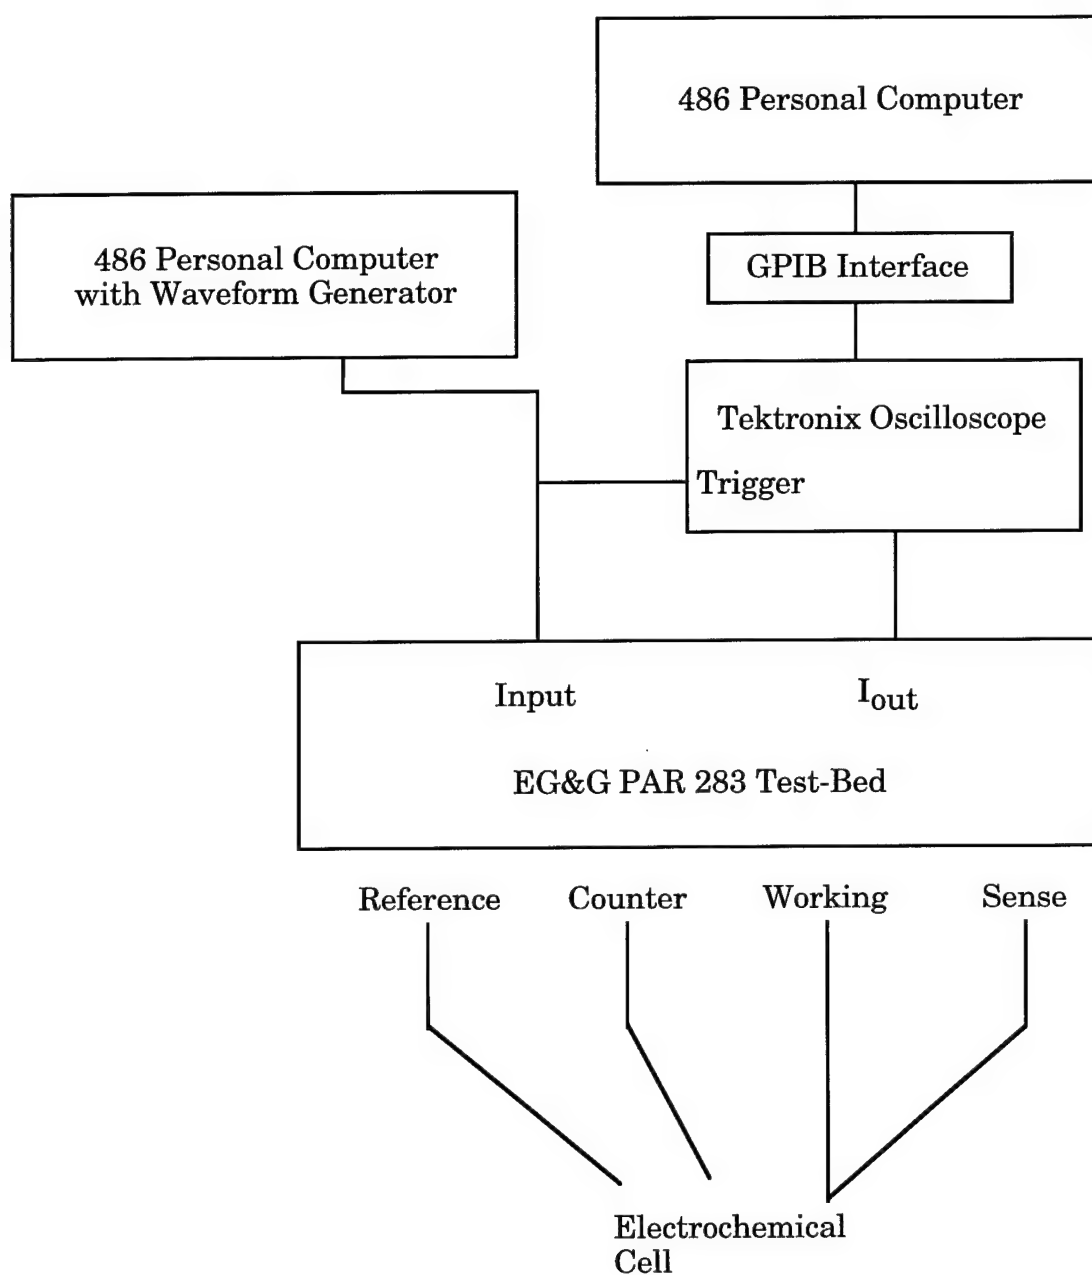 486 Personal Computer
486 Personal Computer
with Waveform Generator
GPIB Interface
Tektronix Oscilloscope
Trigger
Input
Iout
EG&G PAR 283 Test-Bed
Reference
Counter
Working
Sense
Electrochemical
Cell